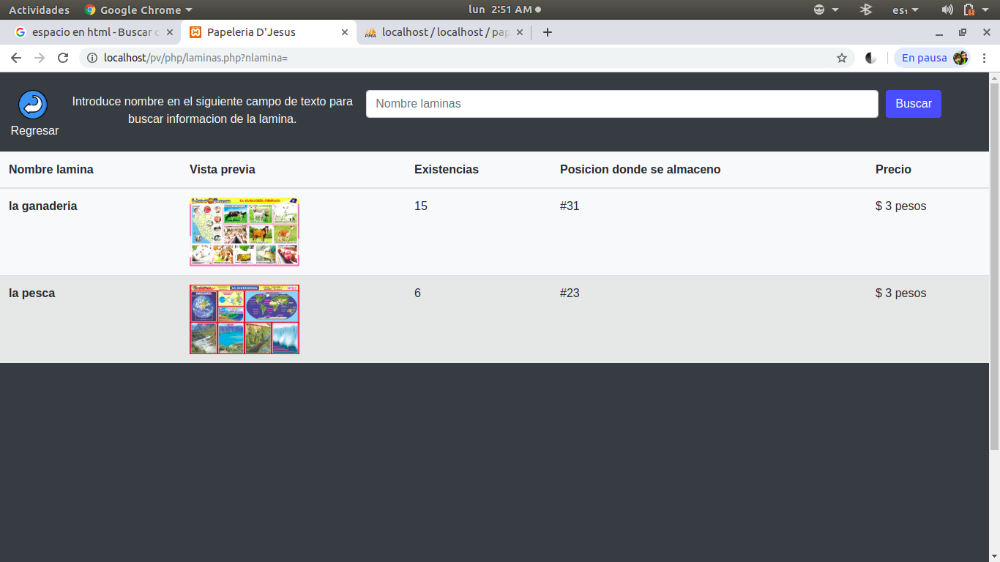 Actividades Google Chrome lun 2:51 AM es₁
espacio en html - Buscar c Papeleria D'Jesus localhost / localhost / pap
localhost/pv/php/laminas.php?nlamina= En pausa
Introduce nombre en el siguiente campo de texto para
buscar informacion de la lamina.
Nombre laminas
Buscar
Regresar
Nombre lamina Vista previa Existencias Posicion donde se almaceno Precio
la ganaderia 15 #31 $ 3 pesos
la pesca 6 #23 $ 3 pesos